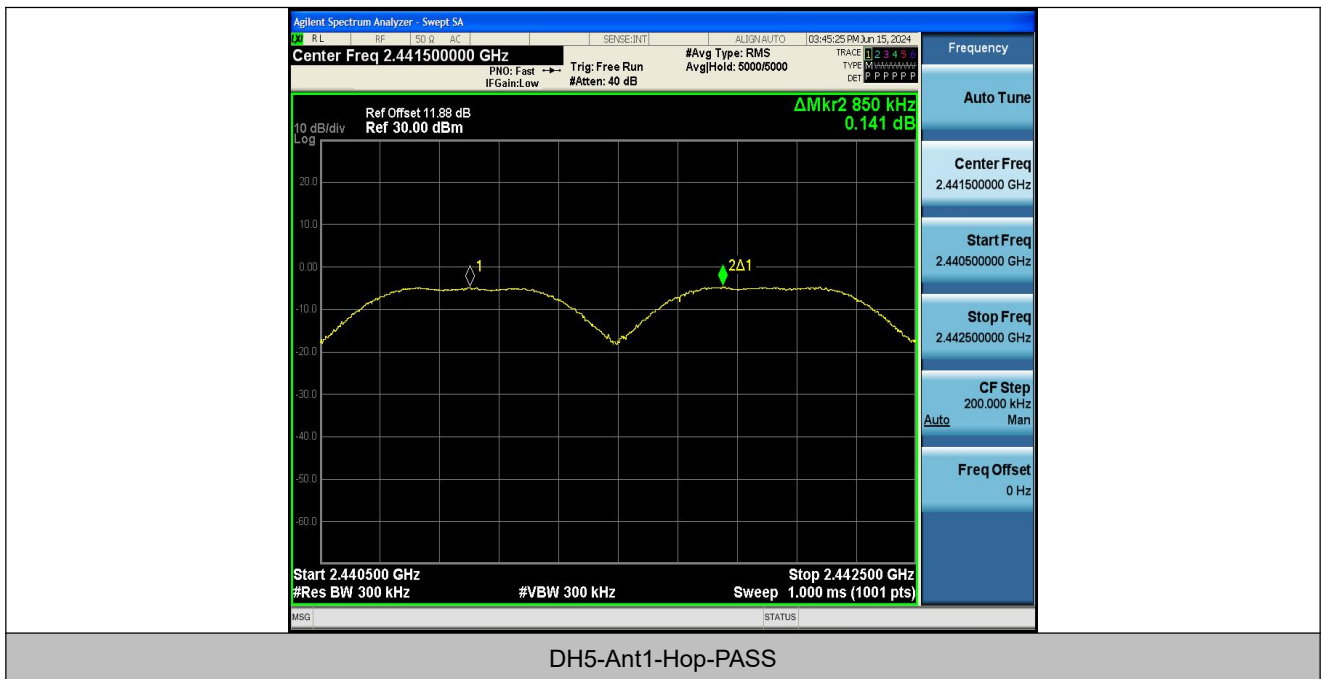 Agilent Spectrum Analyzer - Swept SA
LXI RL RF 50 Ω AC SENSE:INT ALIGN AUTO 03:45:25 PM Jun 15, 2024
Center Freq 2.441500000 GHz
PNO: Fast
IFGain:Low
Trig: Free Run
#Atten: 40 dB
#Avg Type: RMS
Avg|Hold: 5000/5000
TRACE 1 2 3 4 5 6
TYPE M
DET P P P P P P
Ref Offset 11.88 dB
10 dB/div Ref 30.00 dBm
Log
ΔMkr2 850 kHz
0.141 dB
20.0
10.0
0.00
-10.0
-20.0
-30.0
-40.0
-50.0
-60.0
1
2Δ1
Start 2.440500 GHz
Stop 2.442500 GHz
#Res BW 300 kHz
#VBW 300 kHz
Sweep 1.000 ms (1001 pts)
MSG
STATUS
Frequency
Auto Tune
Center Freq
2.441500000 GHz
Start Freq
2.440500000 GHz
Stop Freq
2.442500000 GHz
CF Step
200.000 kHz
Auto Man
Freq Offset
0 Hz
DH5-Ant1-Hop-PASS